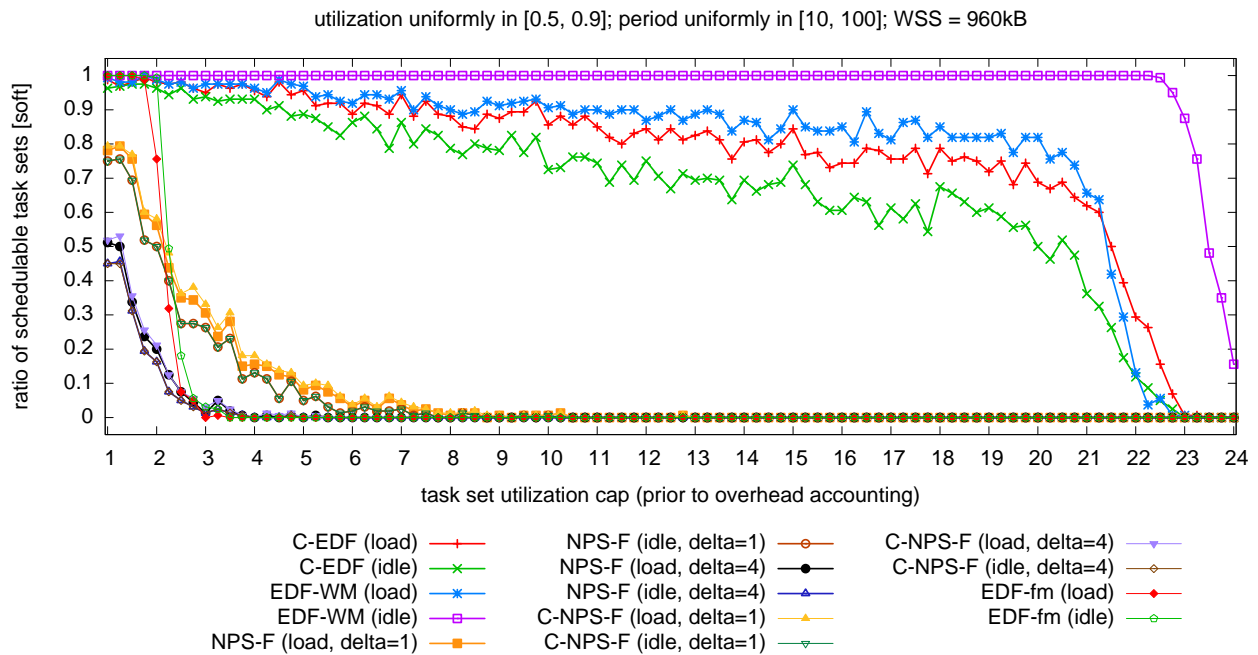 utilization uniformly in [0.5, 0.9]; period uniformly in [10, 100]; WSS = 960kB
ratio of schedulable task sets [soft]
1
0.9
0.8
0.7
0.6
0.5
0.4
0.3
0.2
0.1
0
1 2 3 4 5 6 7 8 9 10 11 12 13 14 15 16 17 18 19 20 21 22 23 24
task set utilization cap (prior to overhead accounting)
C-EDF (load)
C-EDF (idle)
EDF-WM (load)
EDF-WM (idle)
NPS-F (load, delta=1)
NPS-F (idle, delta=1)
NPS-F (load, delta=4)
NPS-F (idle, delta=4)
C-NPS-F (load, delta=1)
C-NPS-F (idle, delta=1)
C-NPS-F (load, delta=4)
C-NPS-F (idle, delta=4)
EDF-fm (load)
EDF-fm (idle)